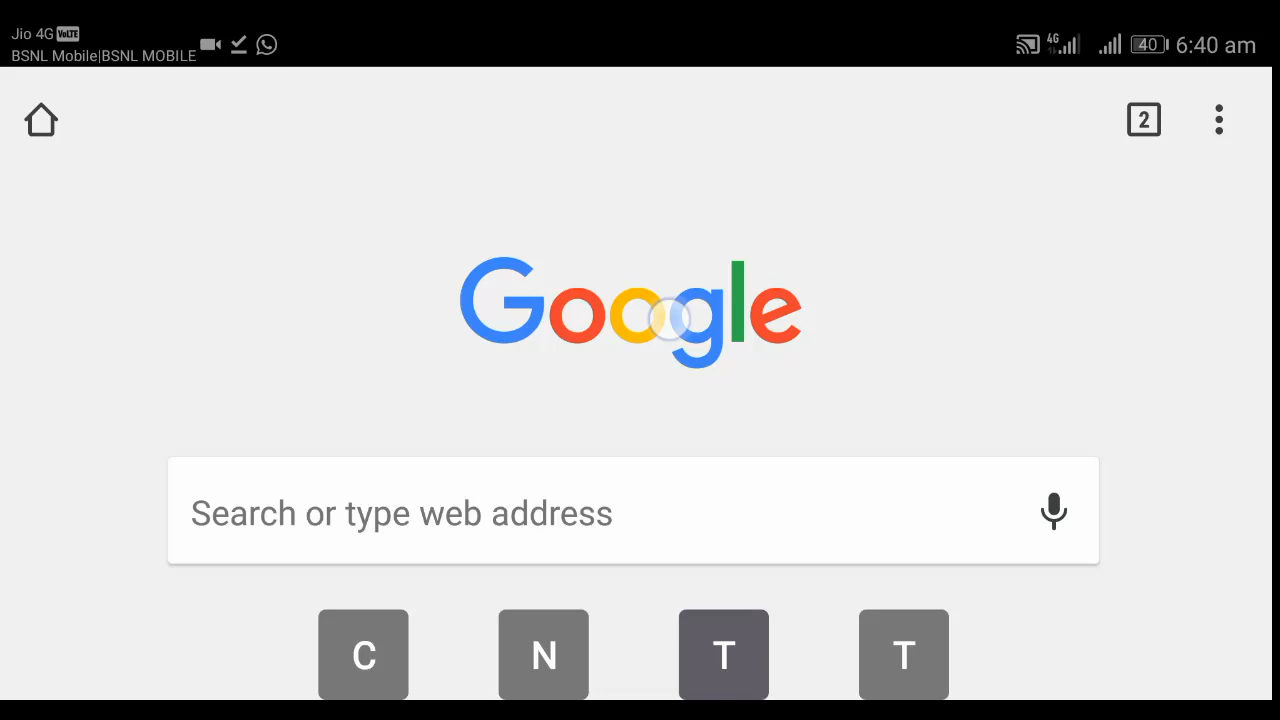 Jio 4G VoLTE
BSNL Mobile|BSNL MOBILE
4G 40 6:40 am
2
Google
Search or type web address
C N T T